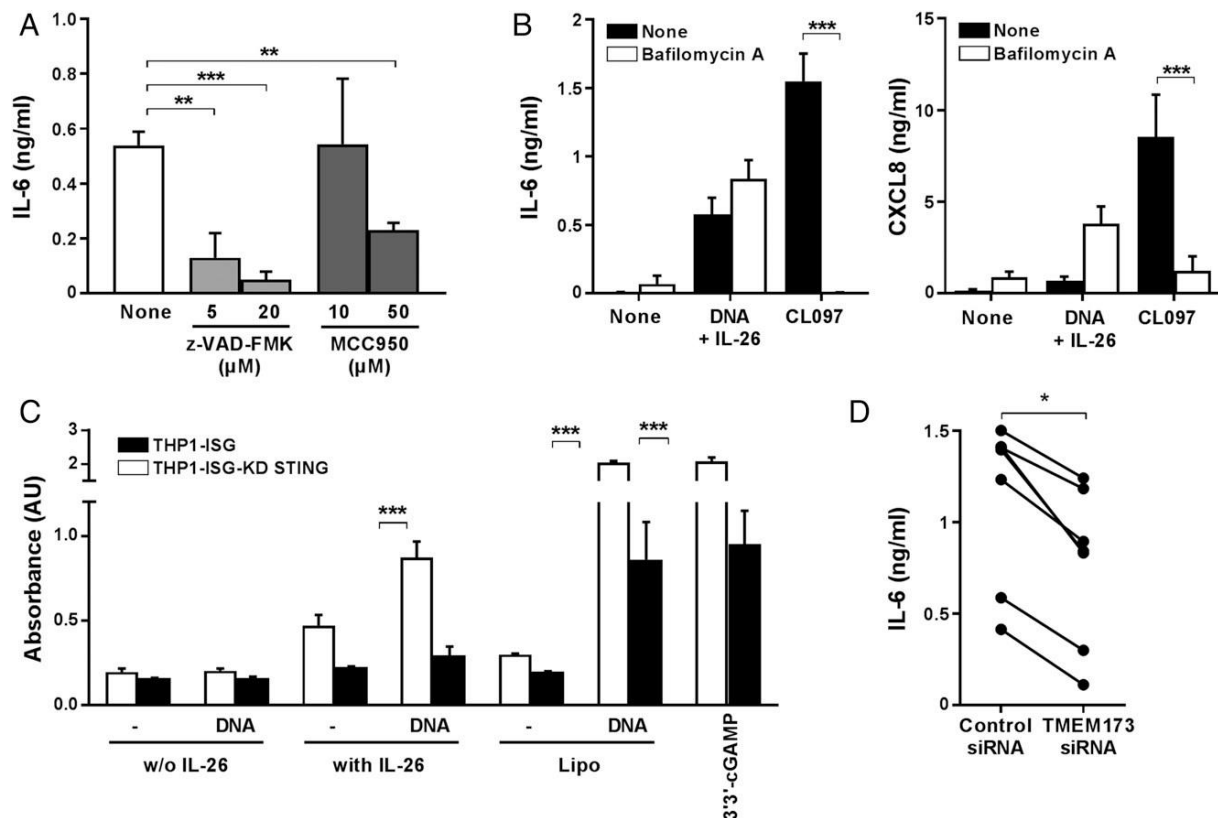 A
IL-6 (ng/ml)
1.0
0.8
0.6
0.4
0.2
0
**
***
**
None
5
20
10
50
z-VAD-FMK
(µM)
MCC950
(µM)
B
None
Bafilomycin A
***
IL-6 (ng/ml)
2
1.5
1
0.5
0
None
DNA
+ IL-26
CL097
None
Bafilomycin A
***
CXCL8 (ng/ml)
15
10
5
0
None
DNA
+ IL-26
CL097
C
THP1-ISG
THP1-ISG-KD STING
Absorbance (AU)
3
2
1
1.0
0.5
0.0
***
***
***
-
DNA
-
DNA
-
DNA
w/o IL-26
with IL-26
Lipo
3'3'-cGAMP
D
*
IL-6 (ng/ml)
1.5
1
0.5
0
Control
siRNA
TMEM173
siRNA